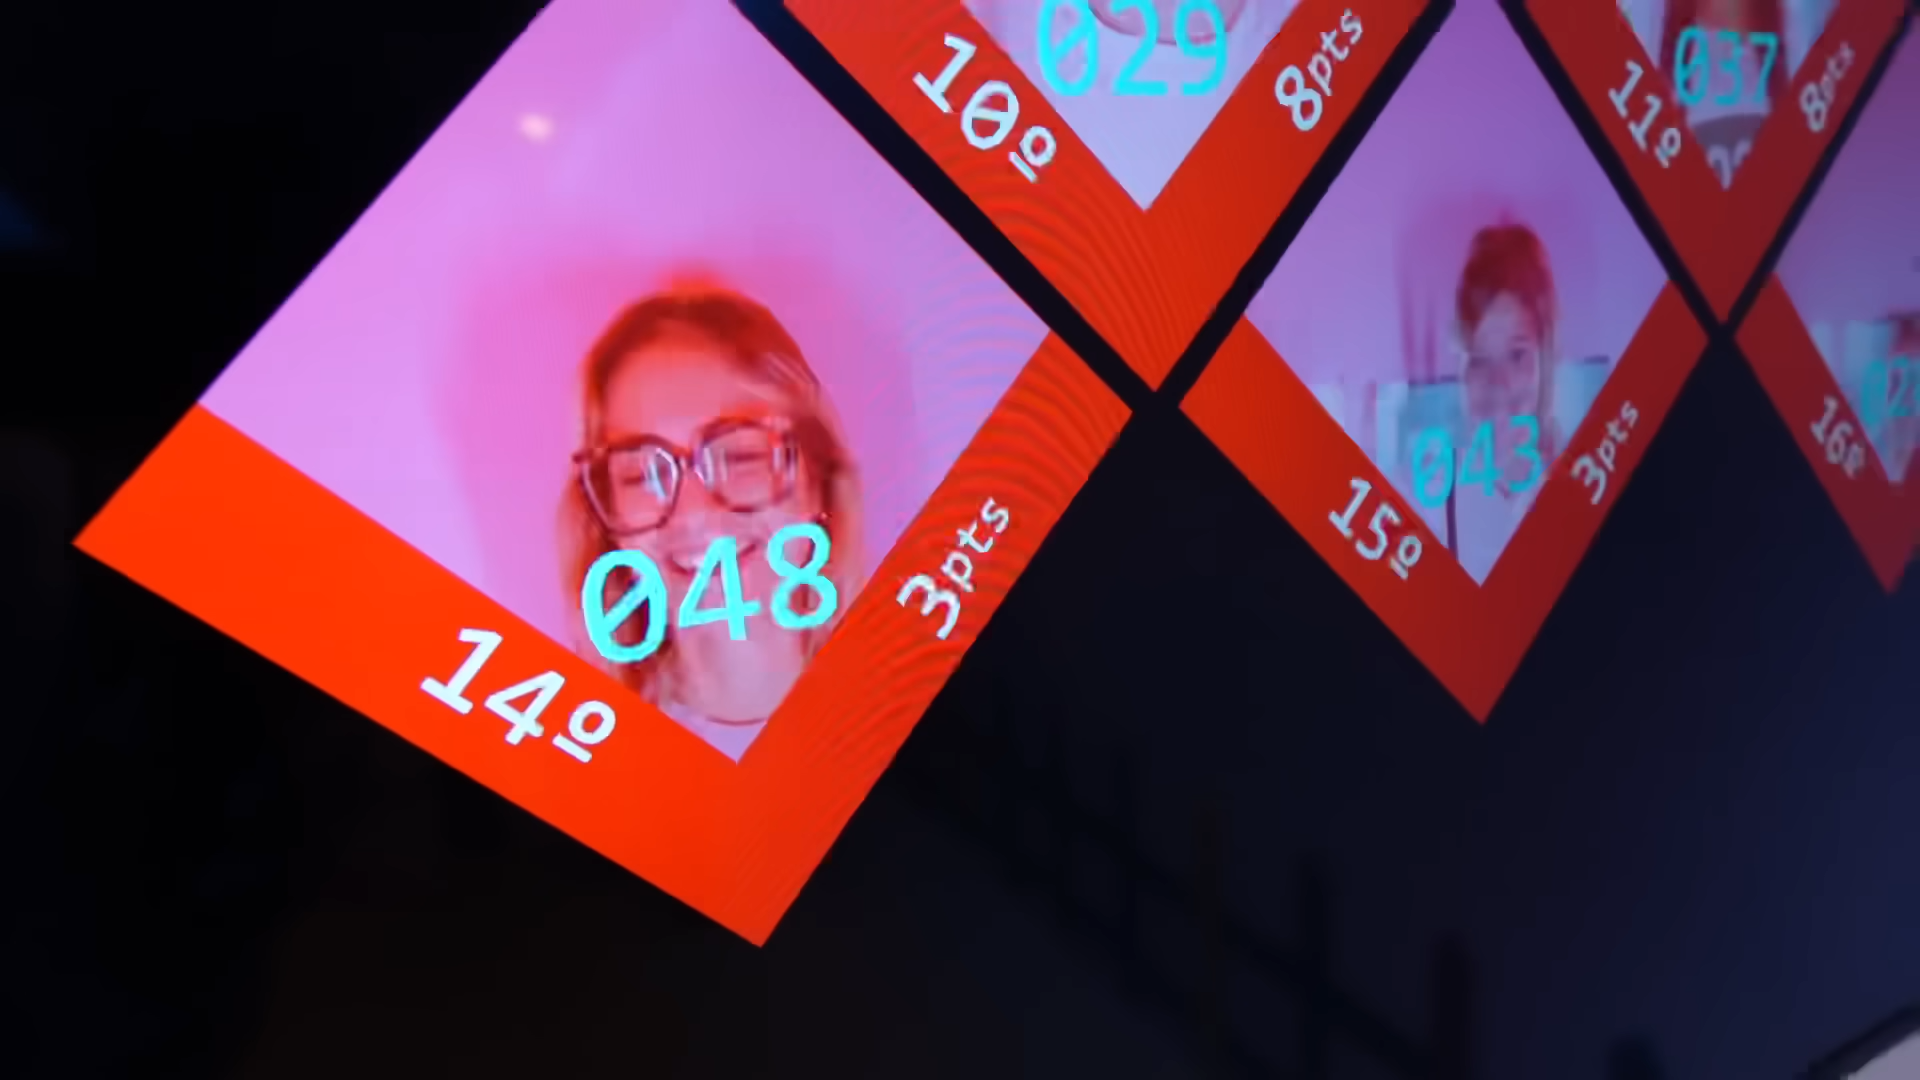 029
10º 8pts
037
11º 8pts
048
14º 3pts
043
15º 3pts
16º